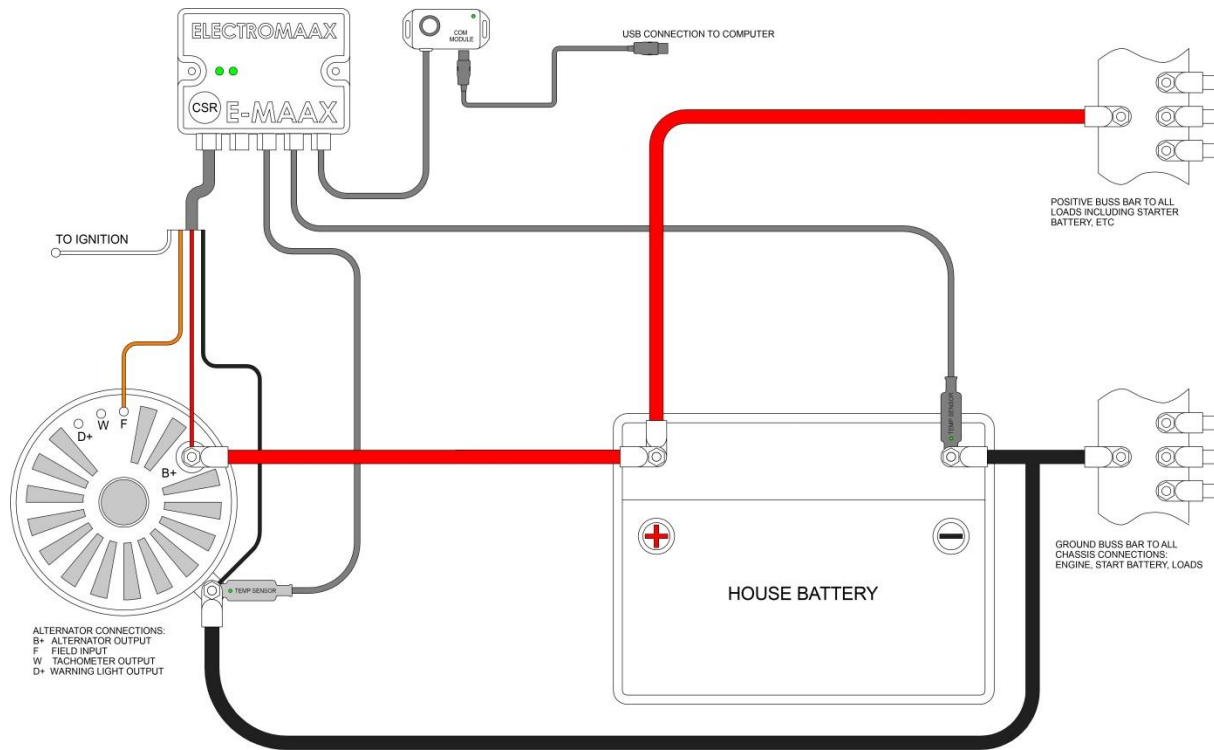 ELECTROMAAX
CSR
E-MAAX
COM
MODULE
USB CONNECTION TO COMPUTER
POSITIVE BUSS BAR TO ALL
LOADS INCLUDING STARTER
BATTERY, ETC
TO IGNITION
D+
W
F
B+
TEMP SENSOR
TEMP SENSOR
ALTERNATOR CONNECTIONS:
B+ ALTERNATOR OUTPUT
F FIELD INPUT
W TACHOMETER OUTPUT
D+ WARNING LIGHT OUTPUT
HOUSE BATTERY
GROUND BUSS BAR TO ALL
CHASSIS CONNECTIONS:
ENGINE, START BATTERY, LOADS